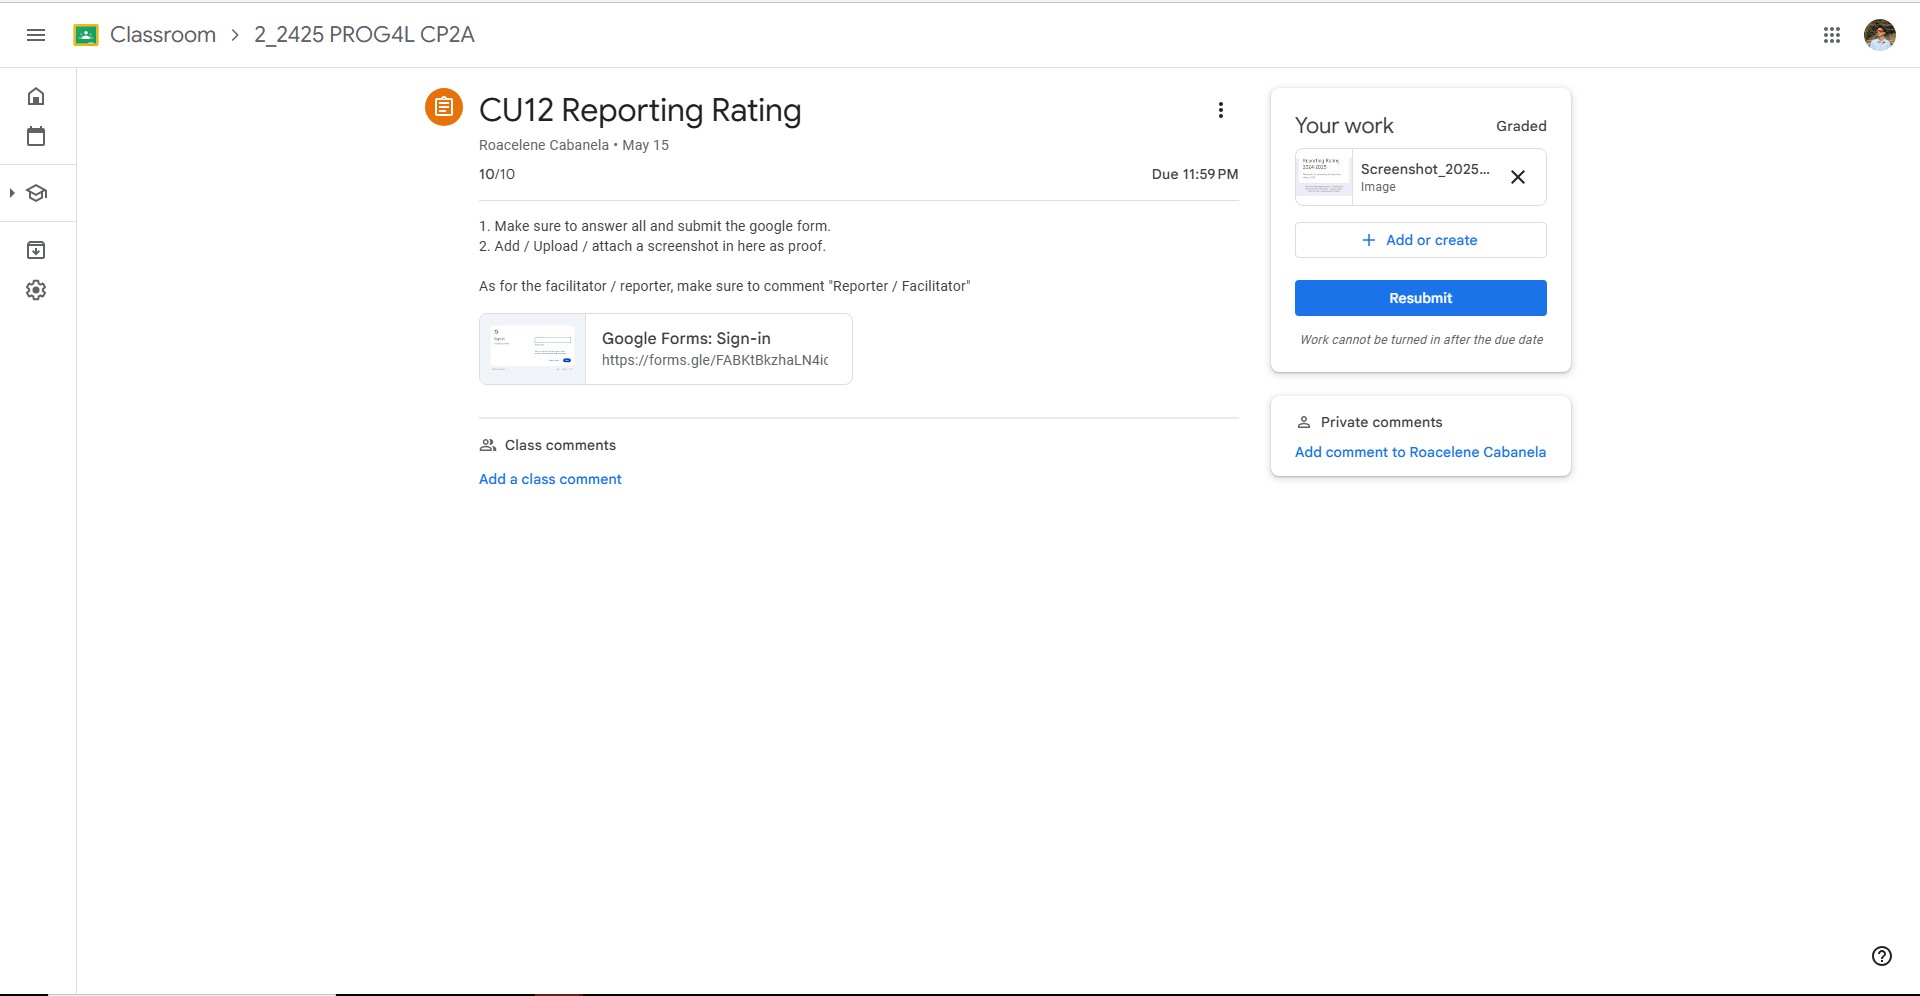 Classroom > 2_2425 PROG4L CP2A
CU12 Reporting Rating
Roacelene Cabanela • May 15
10/10
Due 11:59 PM
1. Make sure to answer all and submit the google form.
2. Add / Upload / attach a screenshot in here as proof.
As for the facilitator / reporter, make sure to comment "Reporter / Facilitator"
Google Forms: Sign-in
https://forms.gle/FABKtBkzhaLN4ic
Class comments
Add a class comment
Your work
Graded
Reporting Rating
2024-2025
Screenshot_2025...
Image
+ Add or create
Resubmit
Work cannot be turned in after the due date
Private comments
Add comment to Roacelene Cabanela